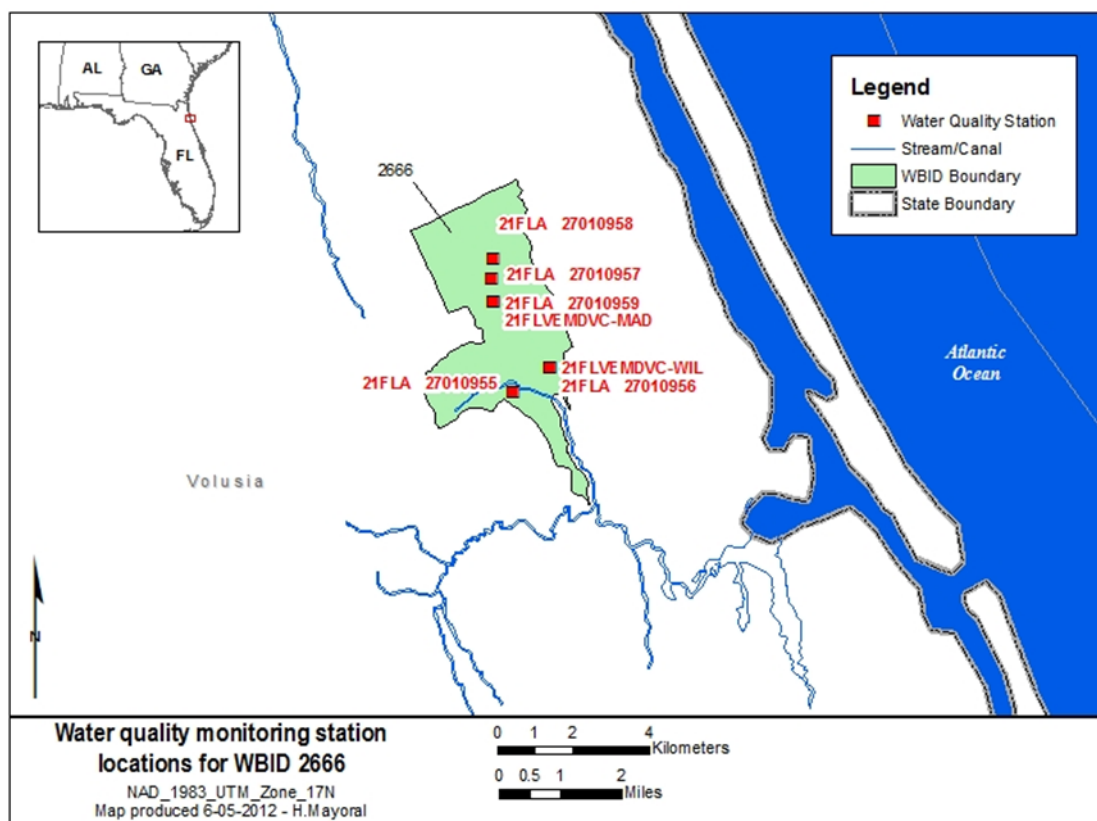 AL
GA
FL
Legend
Water Quality Station
Stream/Canal
WBID Boundary
State Boundary
2666
21FLA 27010958
21FLA 27010957
21FLA 27010959
21FLVEMDVC-MAD
21FLVEMDVC-WIL
21FLA 27010955
21FLA 27010956
Atlantic
Ocean
Volusia
N
Water quality monitoring station
locations for WBID 2666
NAD_1983_UTM_Zone_17N
Map produced 6-05-2012 - H.Mayoral
0 1 2 4
Kilometers
0 0.5 1 2
Miles